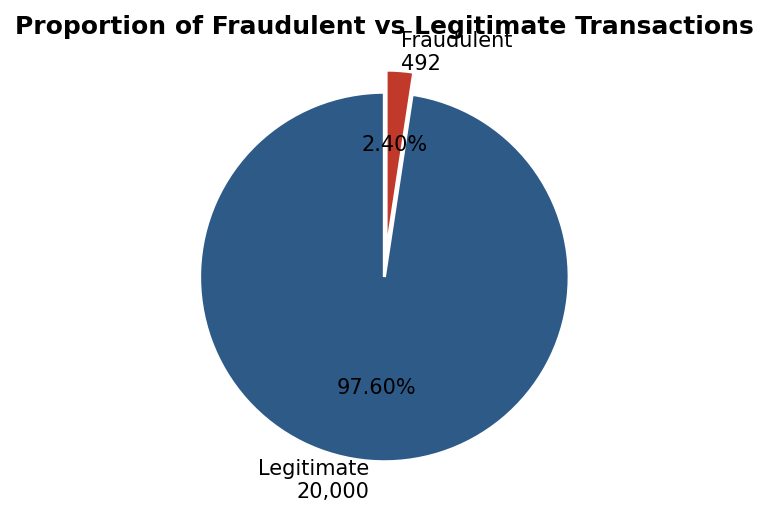 Proportion of Fraudulent vs Legitimate Transactions
Fraudulent
492
2.40%
97.60%
Legitimate
20,000